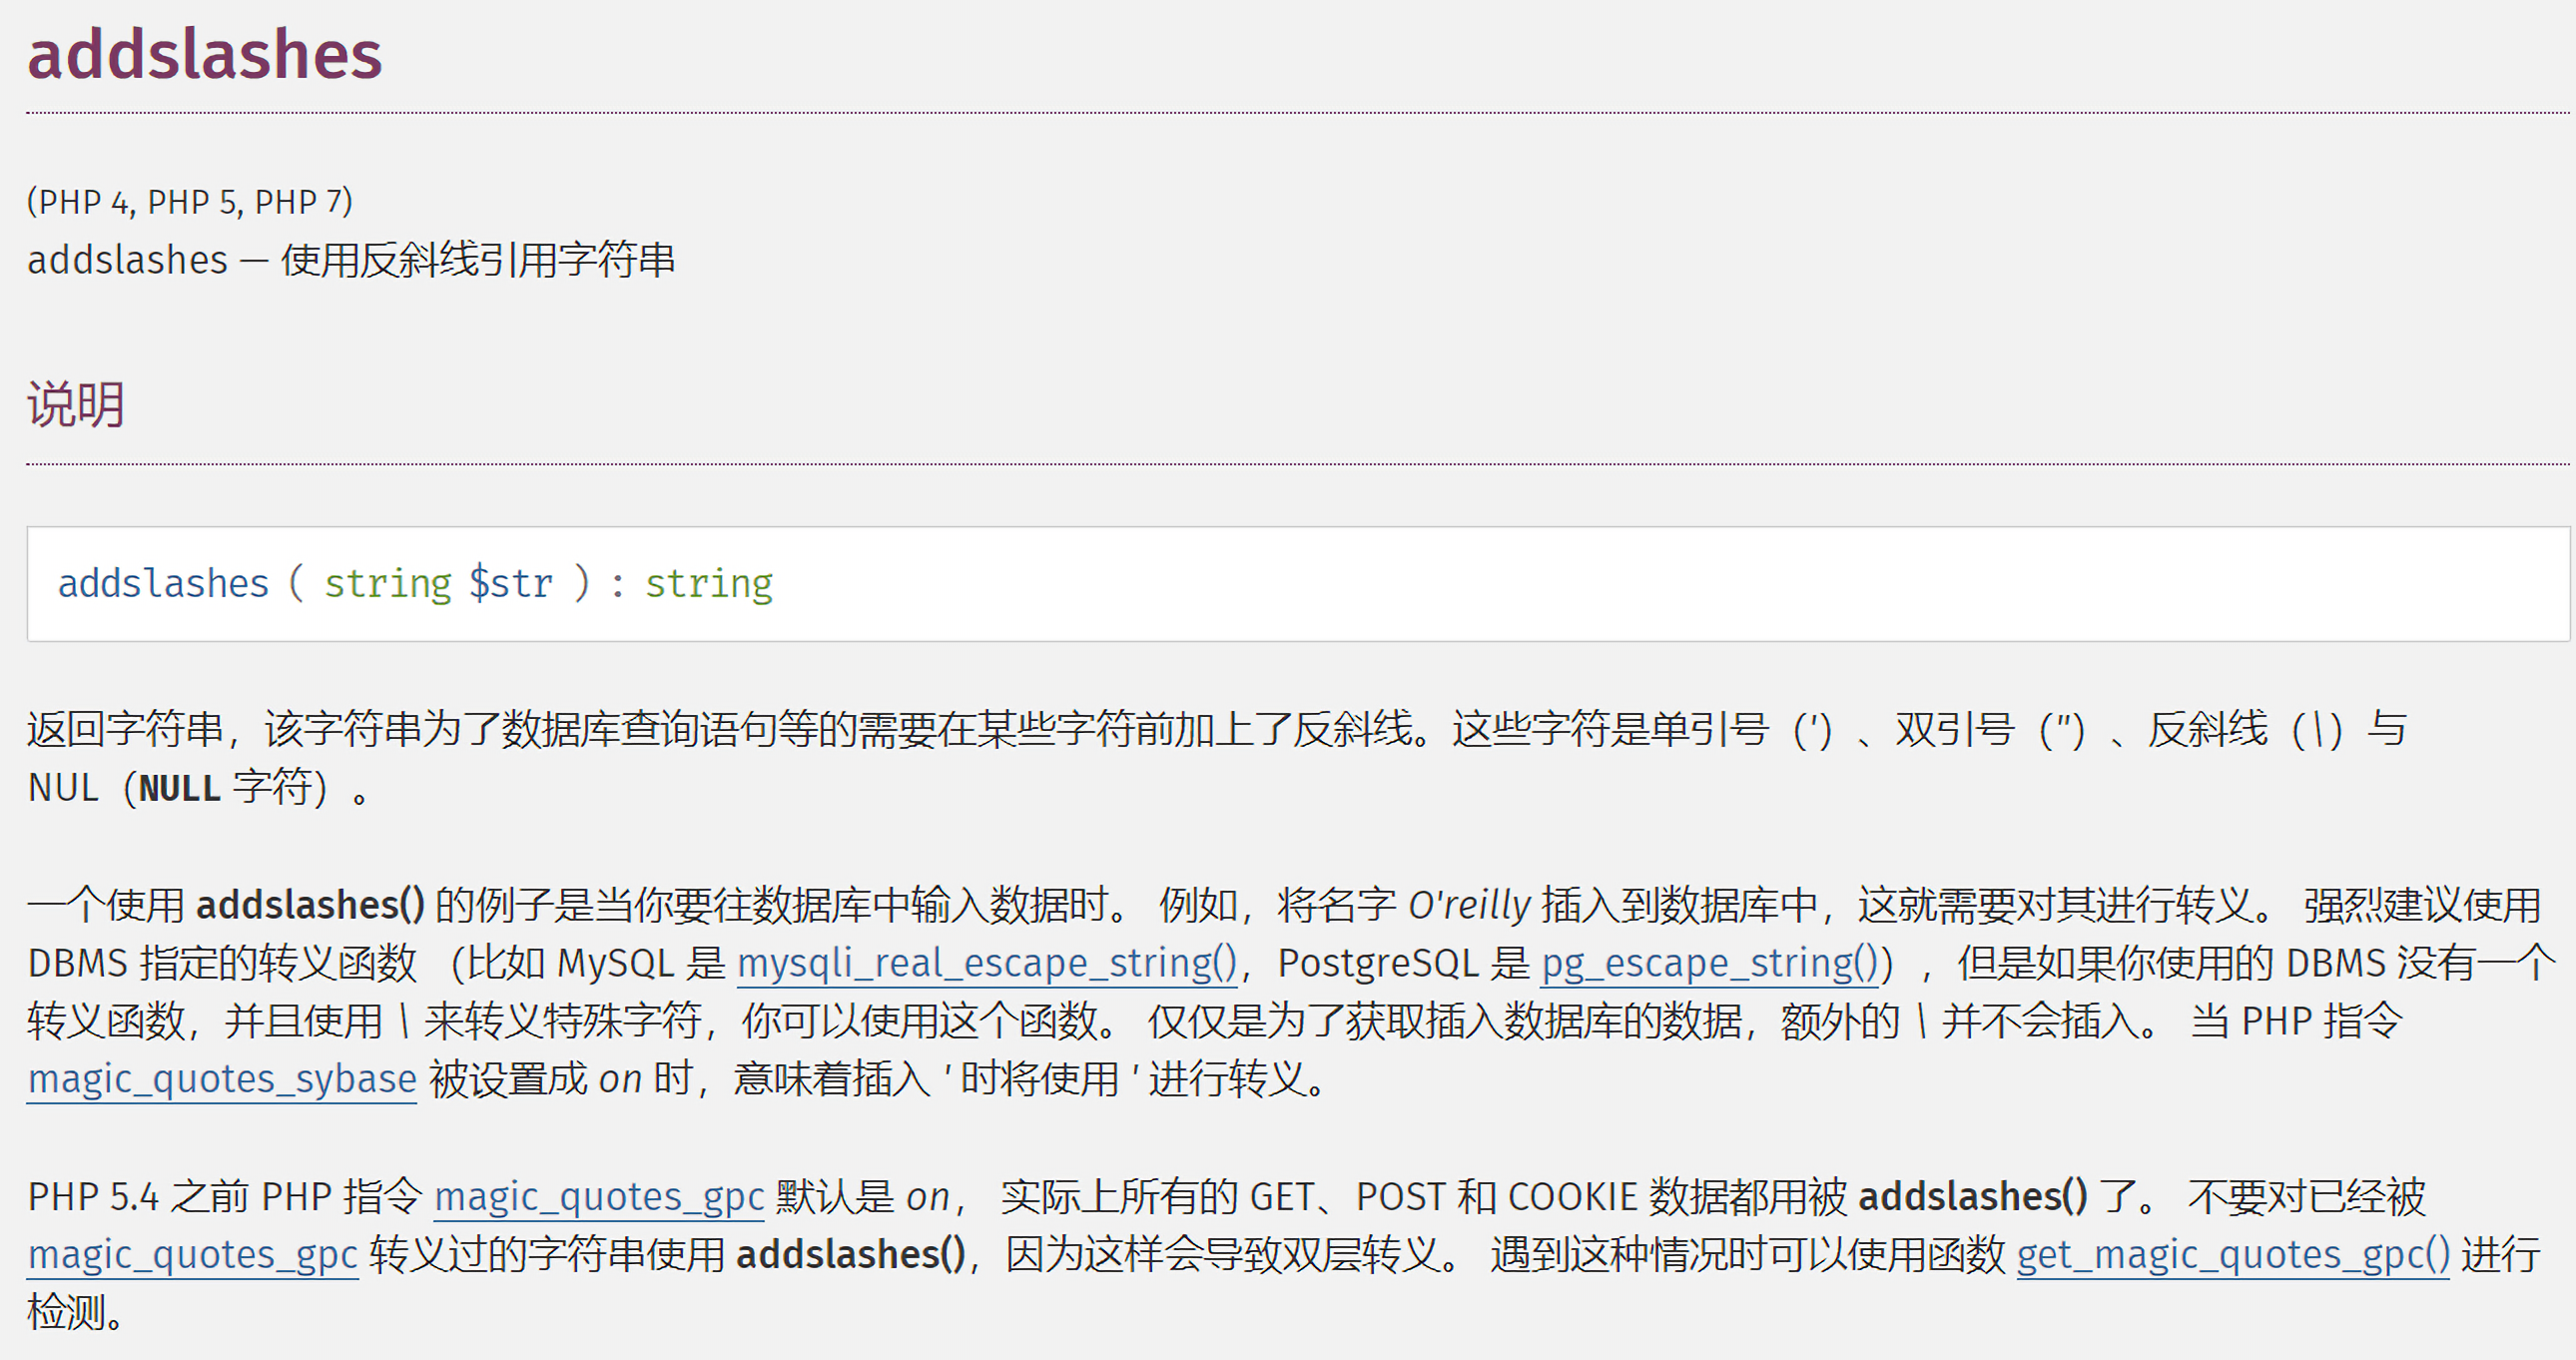 addslashes
(PHP 4, PHP 5, PHP 7)
addslashes — 使用反斜线引用字符串
说明
addslashes ( string $str ) : string
返回字符串，该字符串为了数据库查询语句等的需要在某些字符前加上了反斜线。这些字符是单引号（'）、双引号（"）、反斜线（\）与
NUL（NULL 字符）。
一个使用 addslashes() 的例子是当你要往数据库中输入数据时。 例如，将名字 O'reilly 插入到数据库中，这就需要对其进行转义。 强烈建议使用
DBMS 指定的转义函数 （比如 MySQL 是 mysqli_real_escape_string()，PostgreSQL 是 pg_escape_string()），但是如果你使用的 DBMS 没有一个
转义函数，并且使用 \ 来转义特殊字符，你可以使用这个函数。 仅仅是为了获取插入数据库的数据，额外的 \ 并不会插入。 当 PHP 指令
magic_quotes_sybase 被设置成 on 时，意味着插入 ' 时将使用 ' 进行转义。
PHP 5.4 之前 PHP 指令 magic_quotes_gpc 默认是 on， 实际上所有的 GET、POST 和 COOKIE 数据都用被 addslashes() 了。 不要对已经被
magic_quotes_gpc 转义过的字符串使用 addslashes()，因为这样会导致双层转义。 遇到这种情况时可以使用函数 get_magic_quotes_gpc() 进行
检测。